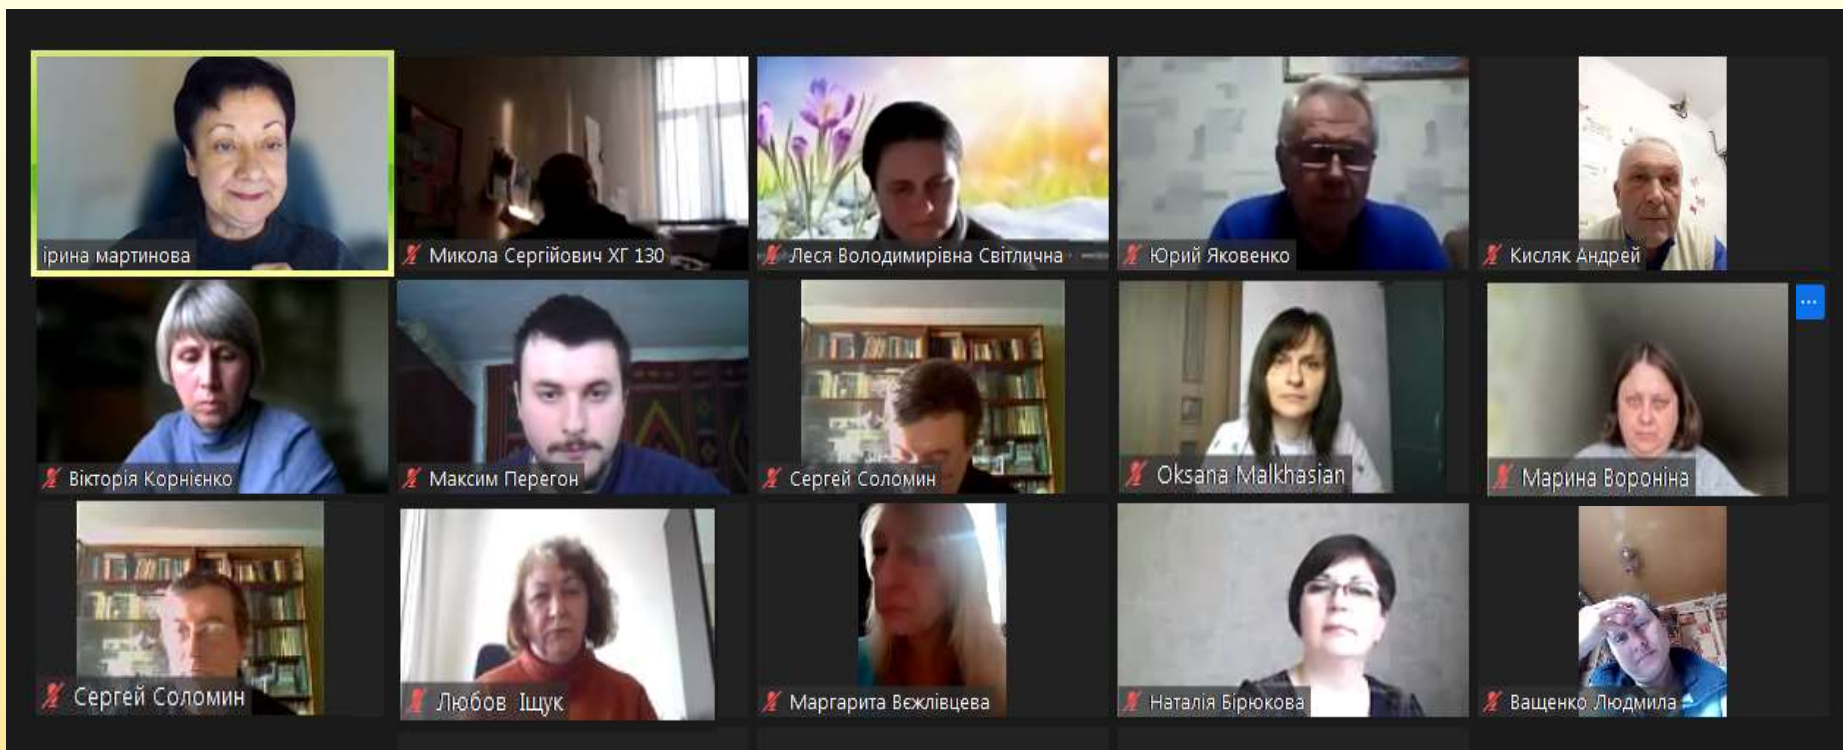 ірина мартинова
Микола Сергійович ХГ 130
Леся Володимирівна Світлична
Юрий Яковенко
Кисляк Андрей
Вікторія Корнієнко
Максим Перегон
Сергей Соломин
Oksana Malkhasian
Марина Вороніна
Сергей Соломин
Любов Іщук
Маргарита Вєжлівцева
Наталія Бірюкова
Ващенко Людмила